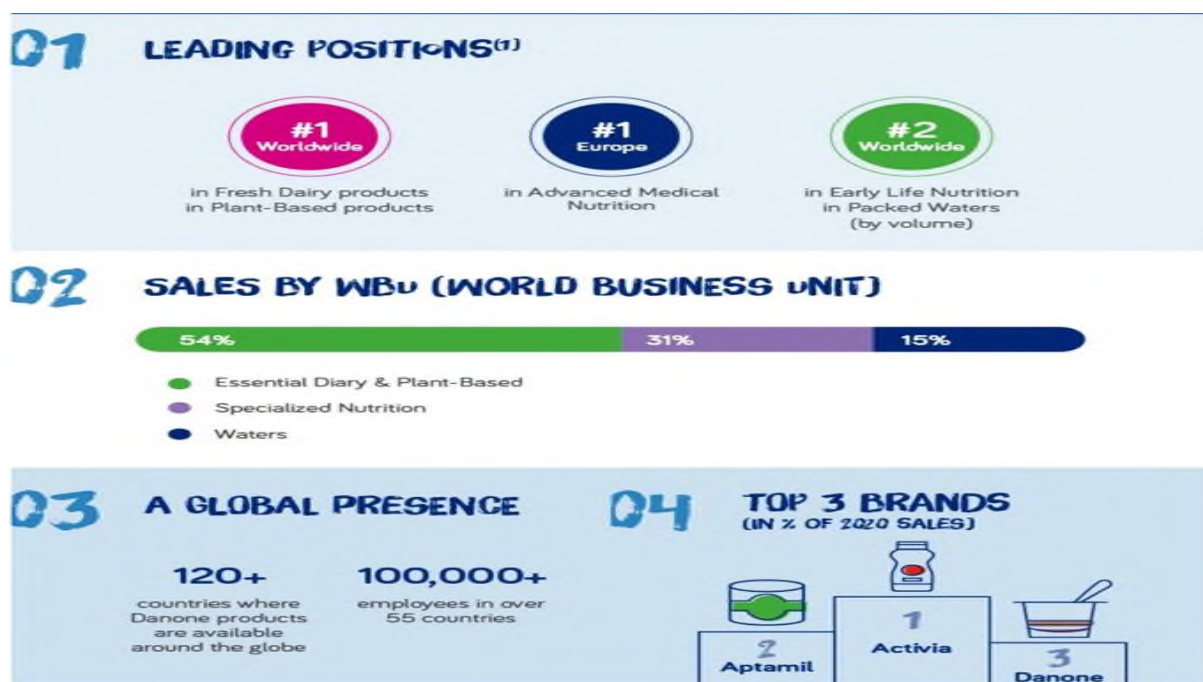 01 LEADING POSITIONS(1)
#1
Worldwide
in Fresh Dairy products
in Plant-Based products
#1
Europe
in Advanced Medical
Nutrition
#2
Worldwide
in Early Life Nutrition
in Packed Waters
(by volume)
02 SALES BY WBU (WORLD BUSINESS UNIT)
54% 31% 15%
Essential Diary & Plant-Based
Specialized Nutrition
Waters
03 A GLOBAL PRESENCE
120+
countries where
Danone products
are available
around the globe
100,000+
employees in over
55 countries
04 TOP 3 BRANDS
(IN % OF 2020 SALES)
1
Activia
2
Aptamil
3
Danone